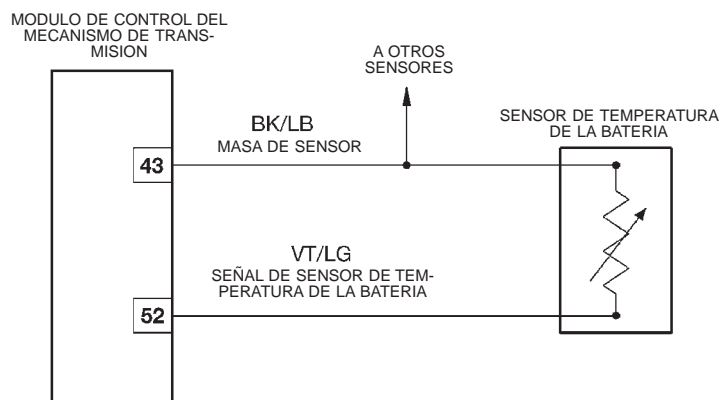 MODULO DE CONTROL DEL
MECANISMO DE TRANS-
MISION
A OTROS
SENSORES
BK/LB
MASA DE SENSOR
SENSOR DE TEMPERATURA
DE LA BATERIA
43
VT/LG
SEÑAL DE SENSOR DE TEM-
PERATURA DE LA BATERIA
52